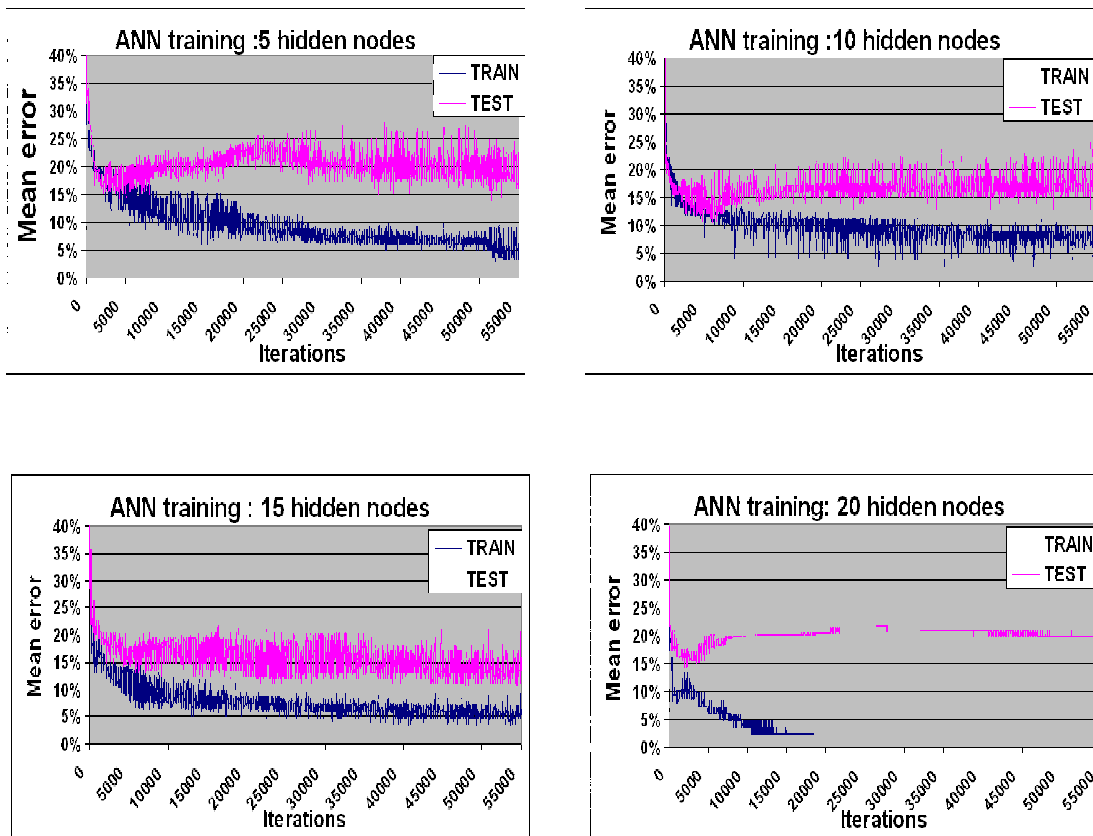 ANN training :5 hidden nodes
40%
35%
30%
25%
20%
15%
10%
5%
0%
Mean error
TRAIN
TEST
0 5000 10000 15000 20000 25000 30000 35000 40000 45000 50000 55000
Iterations
ANN training :10 hidden nodes
40%
35%
30%
25%
20%
15%
10%
5%
0%
Mean error
TRAIN
TEST
0 5000 10000 15000 20000 25000 30000 35000 40000 45000 50000 55000
Iterations
ANN training : 15 hidden nodes
40%
35%
30%
25%
20%
15%
10%
5%
0%
Mean error
TRAIN
TEST
0 5000 10000 15000 20000 25000 30000 35000 40000 45000 50000 55000
Iterations
ANN training: 20 hidden nodes
40%
35%
30%
25%
20%
15%
10%
5%
0%
Mean error
TRAIN
TEST
0 5000 10000 15000 20000 25000 30000 35000 40000 45000 50000 55000
Iterations